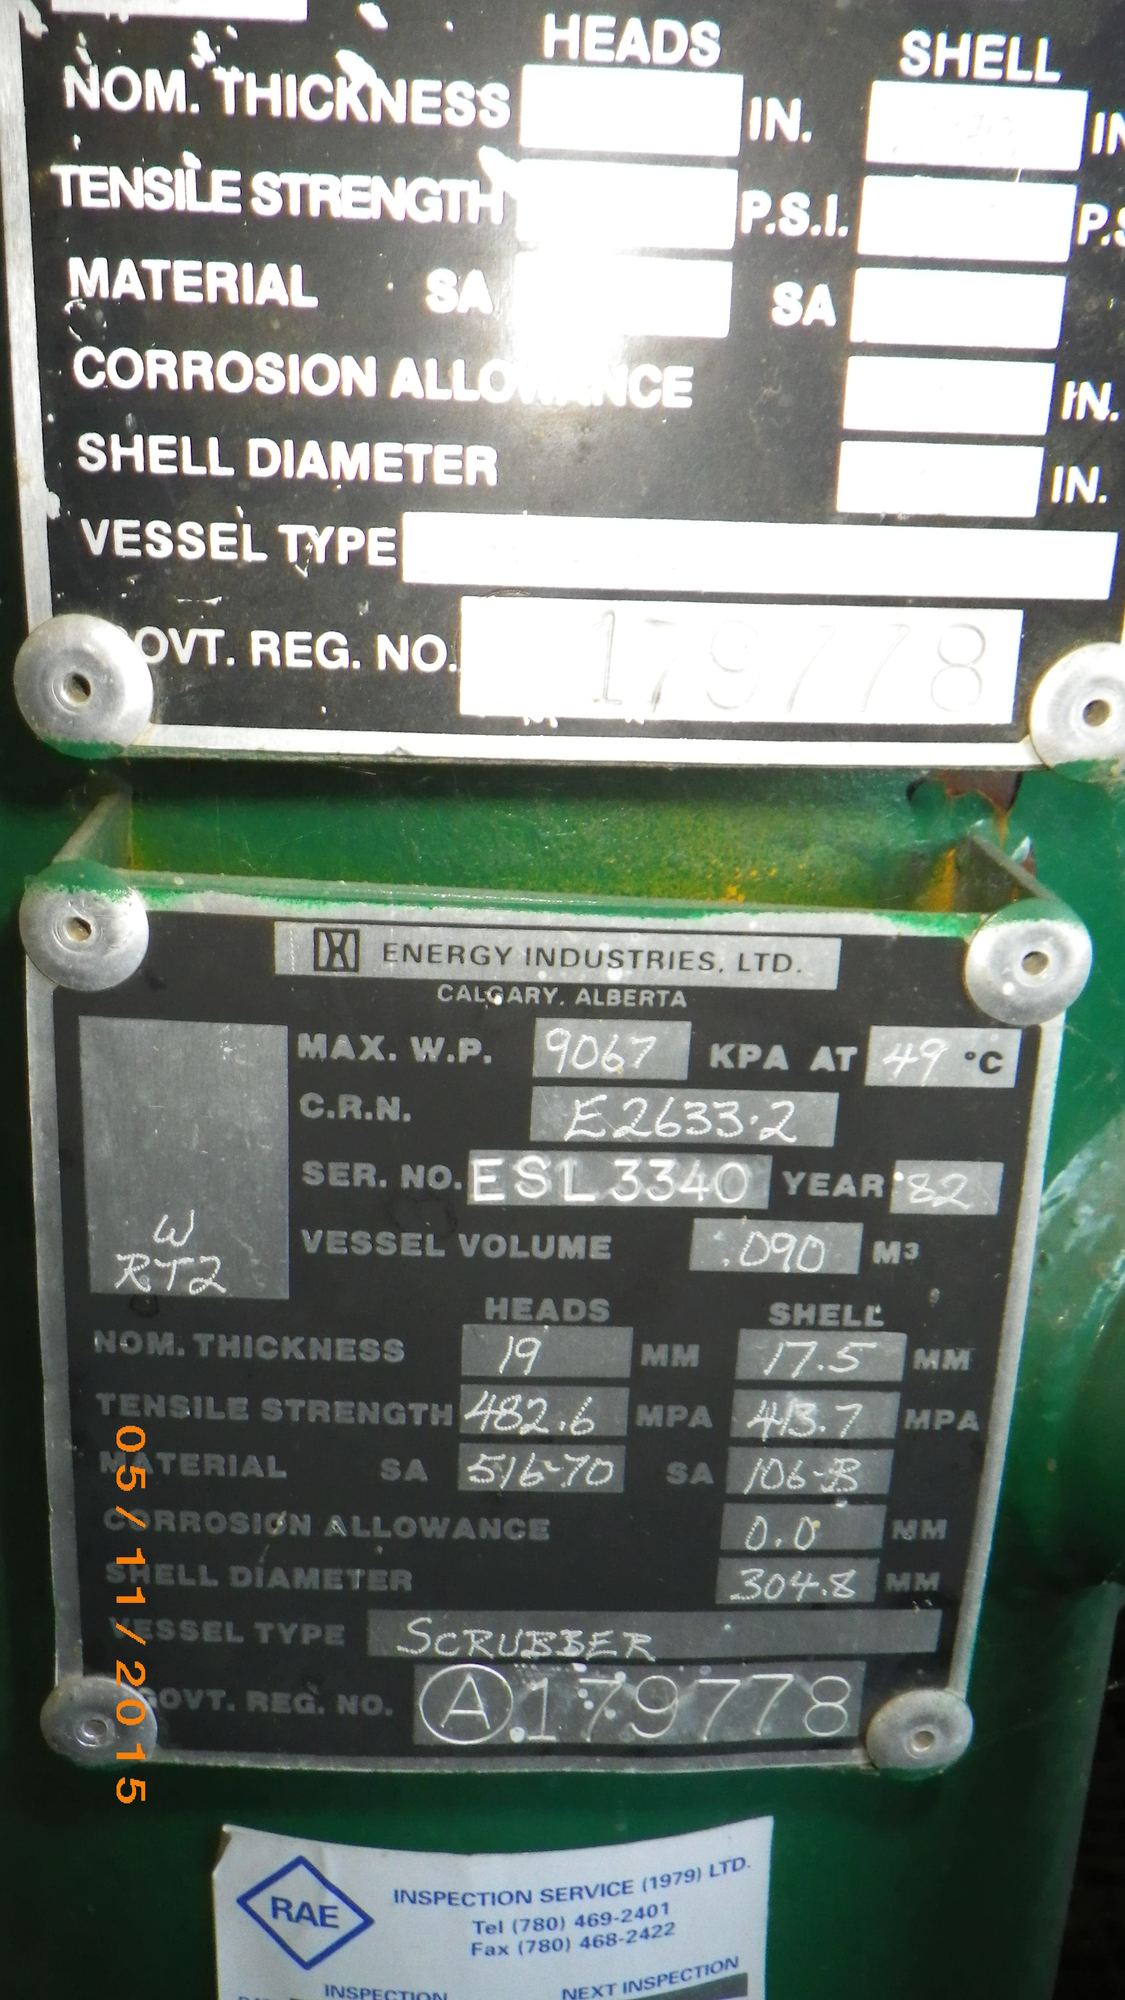 HEADS SHELL
NOM. THICKNESS IN. IN
TENSILE STRENGTH P.S.I. P.S
MATERIAL SA SA
CORROSION ALLOWANCE IN.
SHELL DIAMETER IN.
VESSEL TYPE
GOVT. REG. NO. 179778
ENERGY INDUSTRIES, LTD.
CALGARY, ALBERTA
MAX. W.P. 9067 KPA AT 49 °C
C.R.N. E2633.2
SER. NO. ESL3340 YEAR '82
VESSEL VOLUME .090 M³
W
RT2
HEADS SHELL
NOM. THICKNESS 19 MM 17.5 MM
TENSILE STRENGTH 482.6 MPA 413.7 MPA
MATERIAL SA 516-70 SA 106-B
CORROSION ALLOWANCE 0.0 MM
SHELL DIAMETER 304.8 MM
VESSEL TYPE SCRUBBER
GOVT. REG. NO. A179778
05/11/2015
RAE
INSPECTION SERVICE (1979) LTD.
Tel (780) 469-2401
Fax (780) 468-2422
INSPECTION NEXT INSPECTION